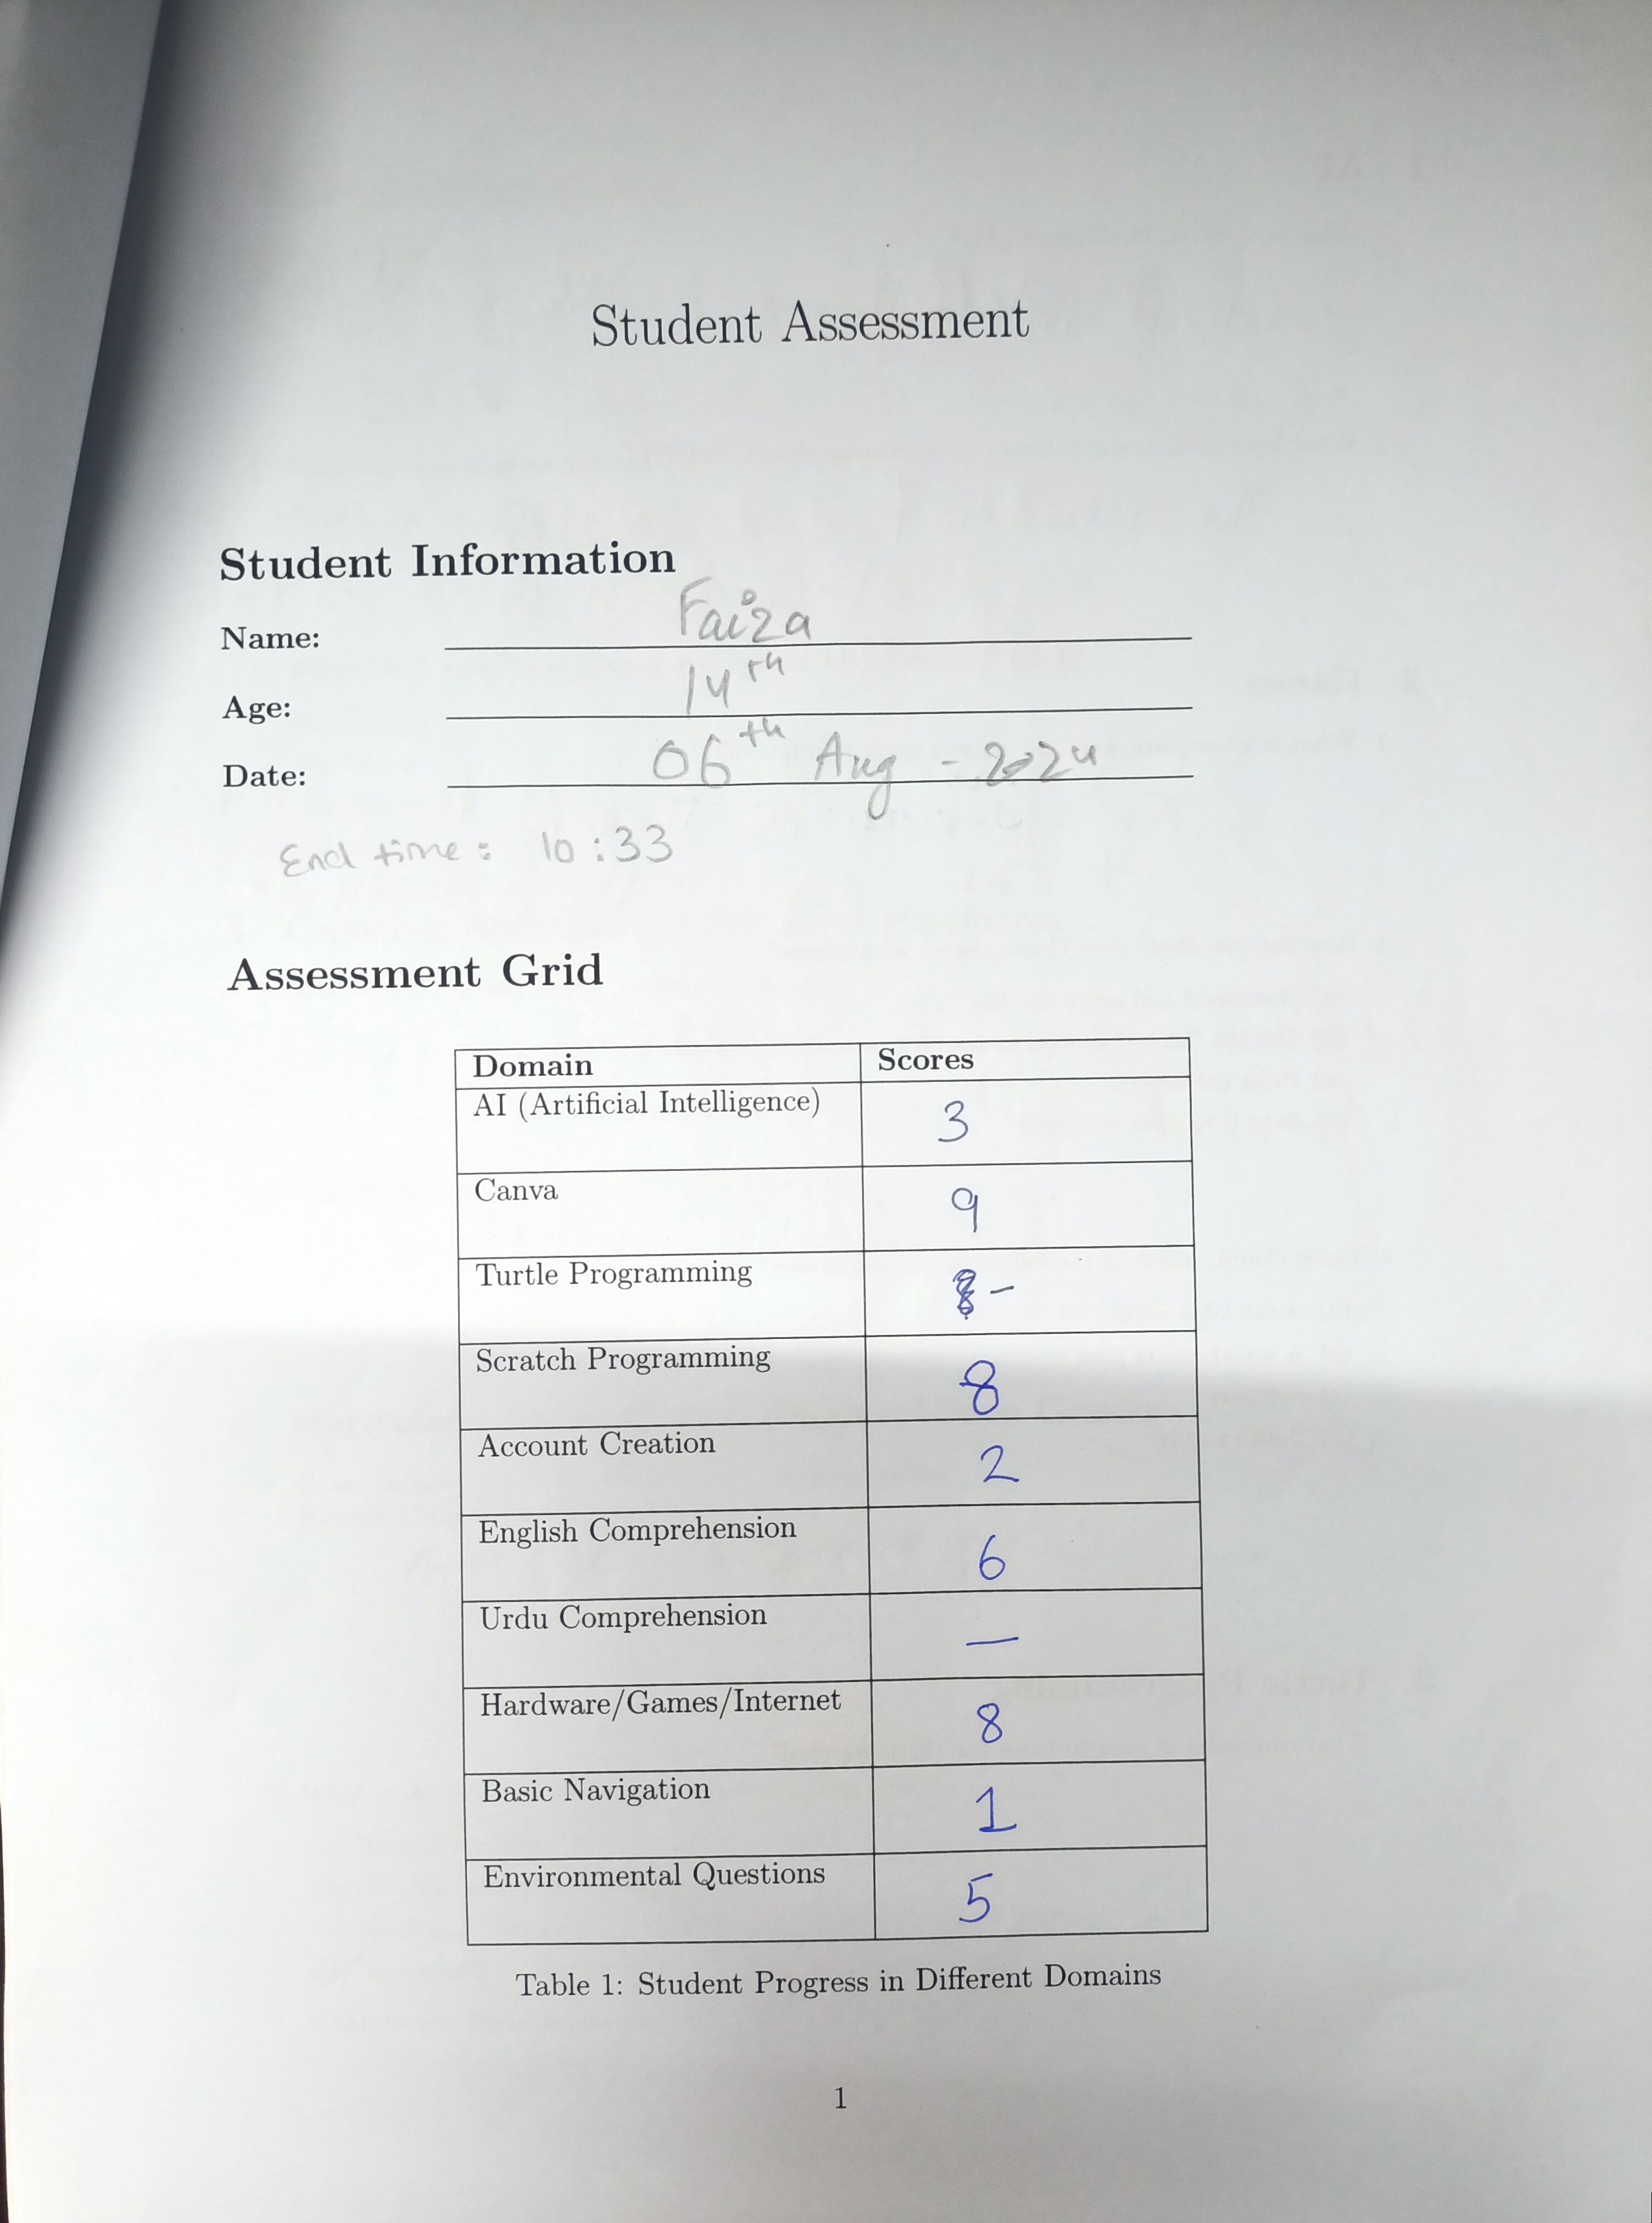 Student Assessment
Student Information
Name: Faiza
Age: 14th
Date: 06th Aug - 2024
End time: 10:33
Assessment Grid
Domain Scores
AI (Artificial Intelligence) 3
Canva 9
Turtle Programming -
Scratch Programming 8
Account Creation 2
English Comprehension 6
Urdu Comprehension —
Hardware/Games/Internet 8
Basic Navigation 1
Environmental Questions 5
Table 1: Student Progress in Different Domains
1